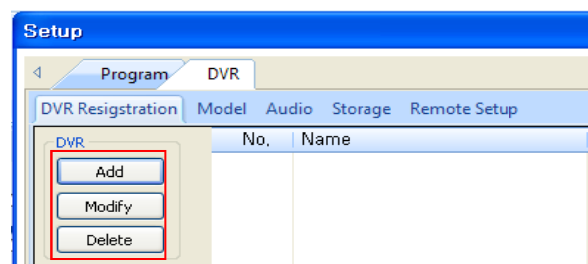 Setup
Program DVR
DVR Resigstration Model Audio Storage Remote Setup
DVR No, Name
Add
Modify
Delete